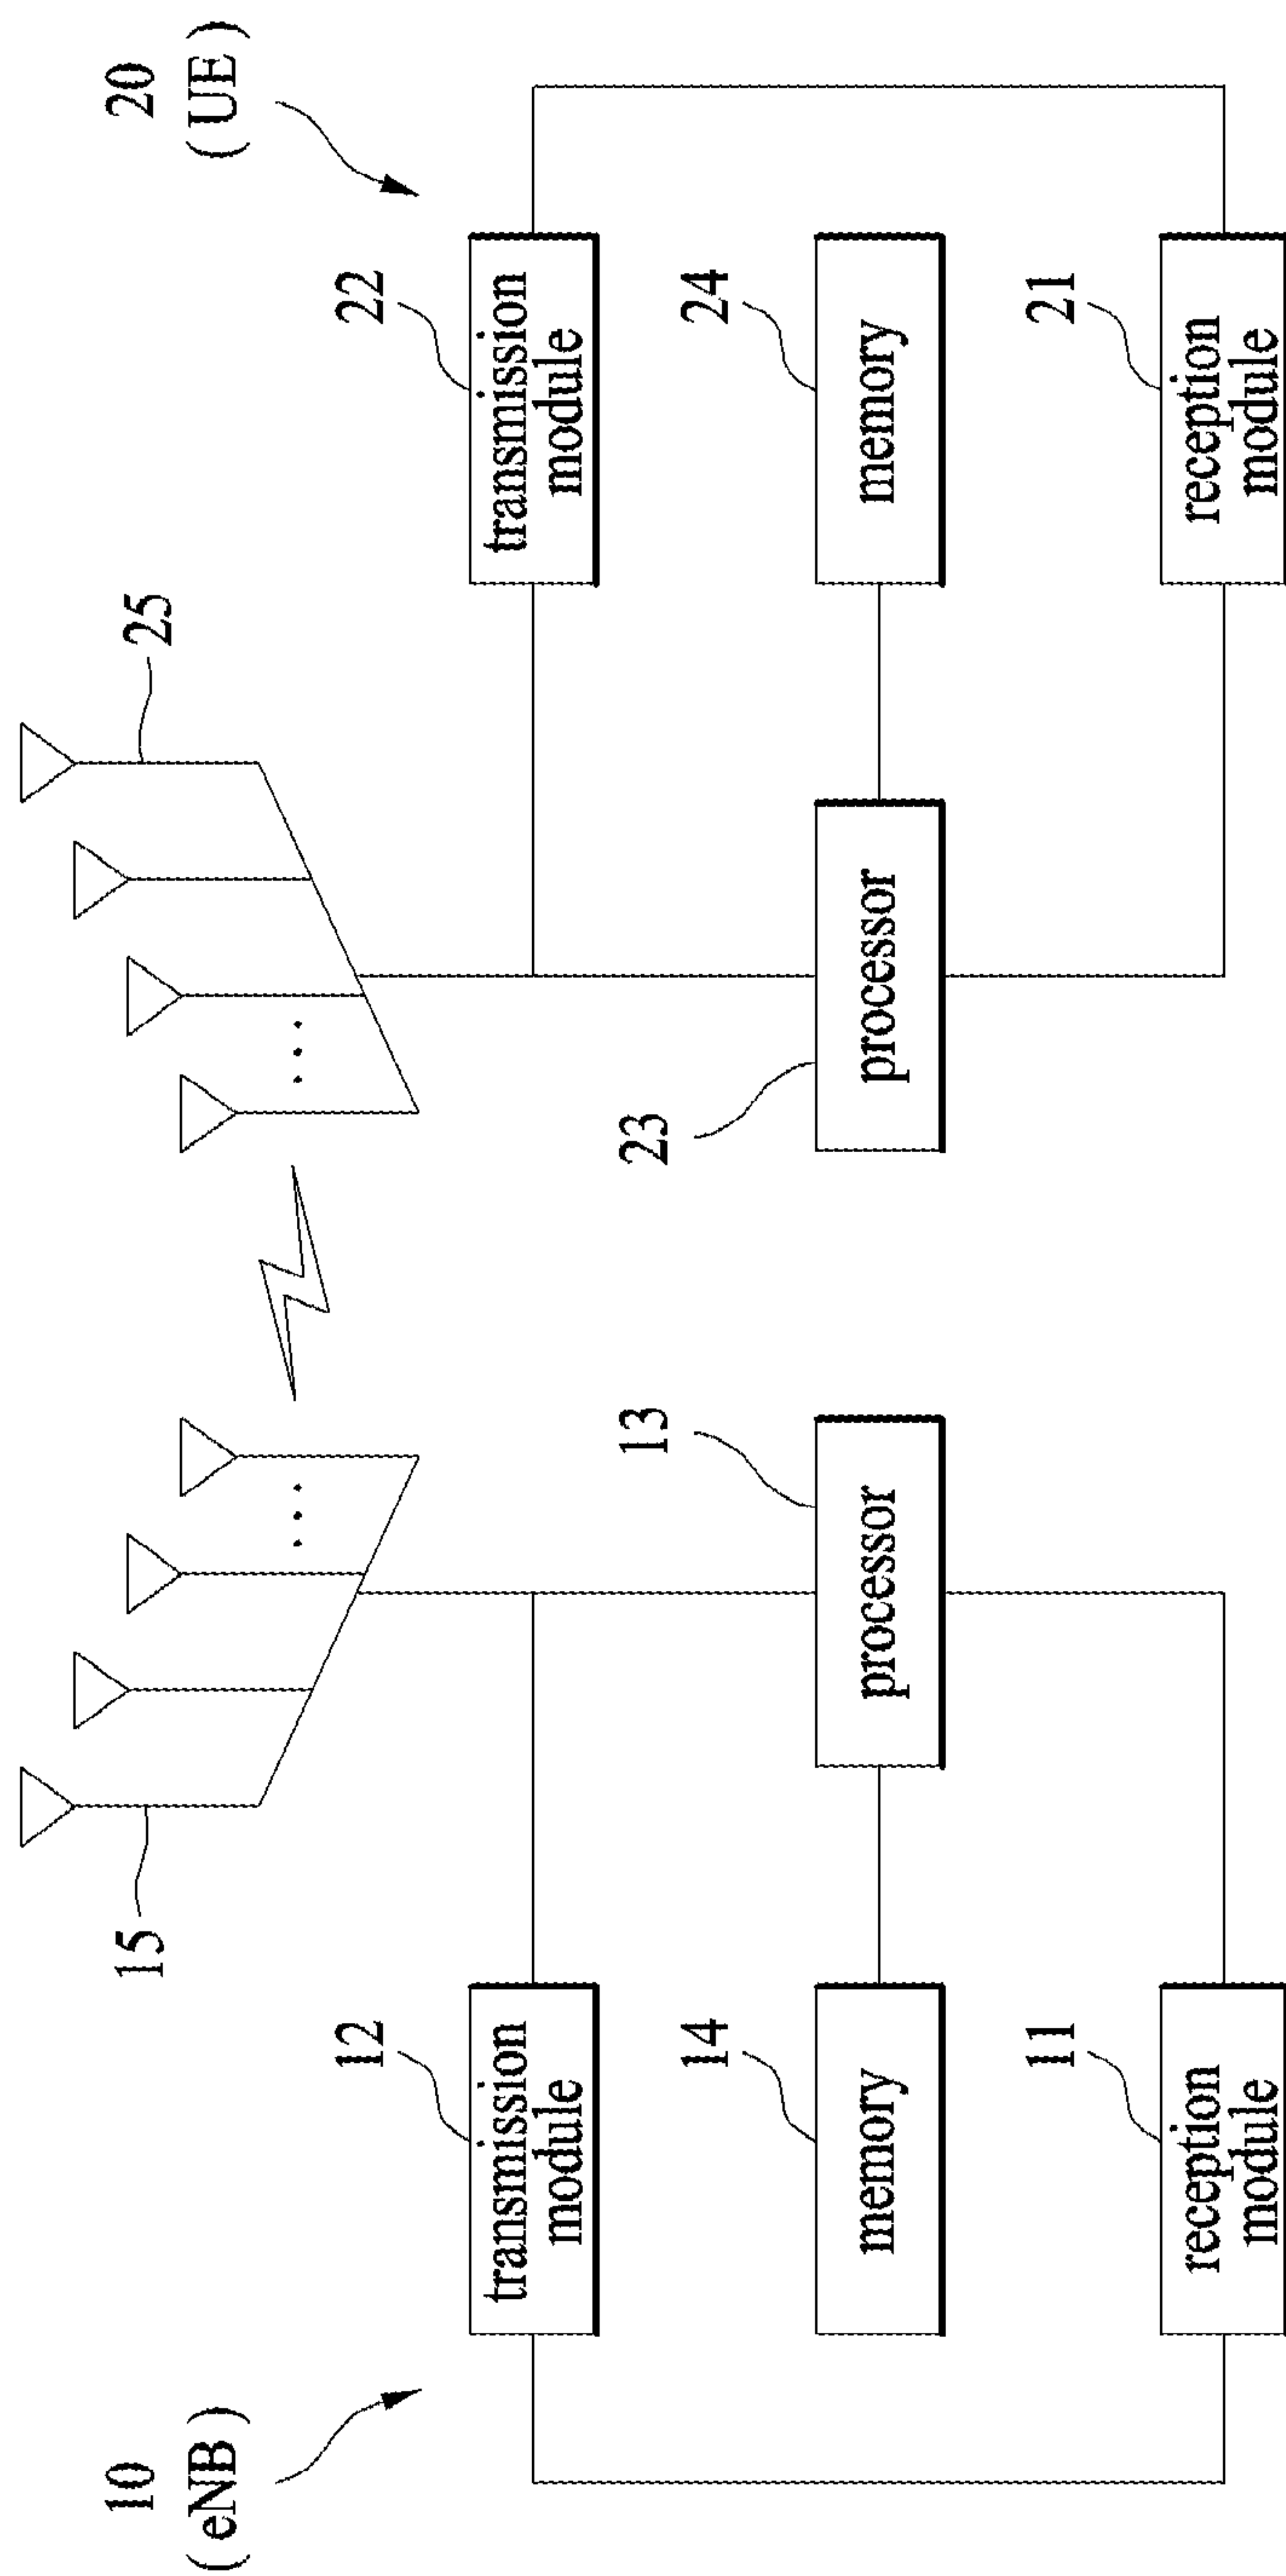 10
( eNB )
20
( UE )
15
25
12
transmission
module
22
transmission
module
13
processor
23
processor
14
memory
24
memory
11
reception
module
21
reception
module
...
...